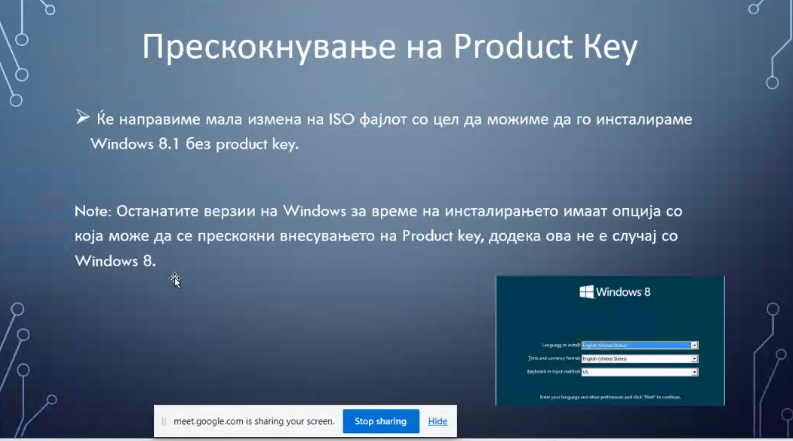 Прескокнување на Product Key
Ќе направиме мала измена на ISO фајлот со цел да можиме да го инсталираме
Windows 8.1 без product key.
Note: Останатите верзии на Windows за време на инсталирањето имаат опција со
која може да се прескокни внесувањето на Product key, додека ова не е случај со
Windows 8.
Windows 8
Language to install: English (United States)
Time and currency format: English (United States)
Keyboard or input method: US
Enter your language and other preferences and click "Next" to continue.
meet.google.com is sharing your screen. Stop sharing Hide